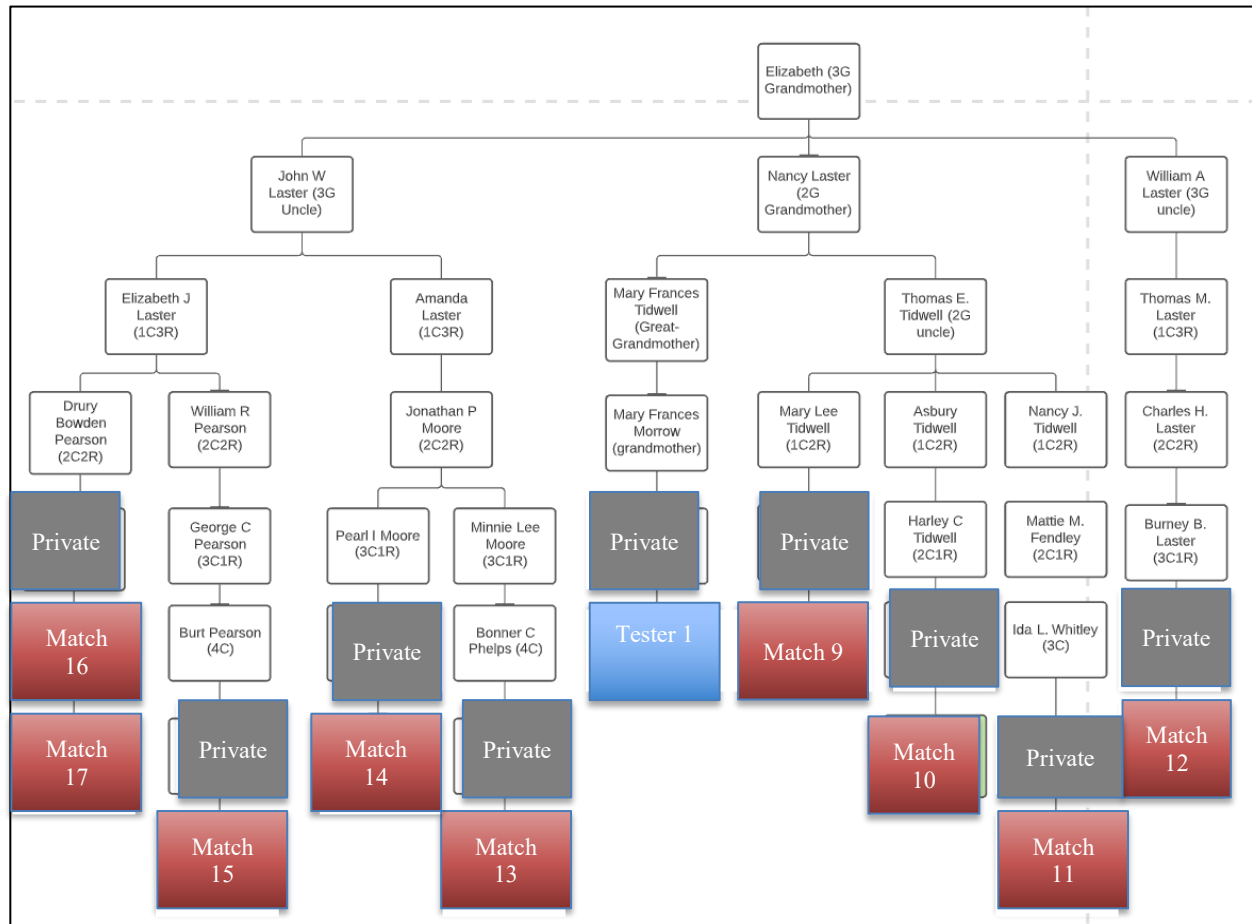 Elizabeth (3G
Grandmother)
John W
Laster (3G
Uncle)
Nancy Laster
(2G
Grandmother)
William A
Laster (3G
uncle)
Elizabeth J
Laster
(1C3R)
Amanda
Laster
(1C3R)
Mary Frances
Tidwell
(Great-
Grandmother)
Thomas E.
Tidwell (2G
uncle)
Thomas M.
Laster
(1C3R)
Drury
Bowden
Pearson
(2C2R)
William R
Pearson
(2C2R)
Jonathan P
Moore
(2C2R)
Mary Frances
Morrow
(grandmother)
Mary Lee
Tidwell
(1C2R)
Asbury
Tidwell
(1C2R)
Nancy J.
Tidwell
(1C2R)
Charles H.
Laster
(2C2R)
Private
George C
Pearson
(3C1R)
Pearl I Moore
(3C1R)
Minnie Lee
Moore
(3C1R)
Private
Private
Harley C
Tidwell
(2C1R)
Mattie M.
Fendley
(2C1R)
Burney B.
Laster
(3C1R)
Match
16
Burt Pearson
(4C)
Private
Bonner C
Phelps (4C)
Tester 1
Match 9
Private
Ida L. Whitley
(3C)
Private
Match
17
Private
Match
14
Private
Match
10
Private
Match
12
Match
15
Match
13
Match
11